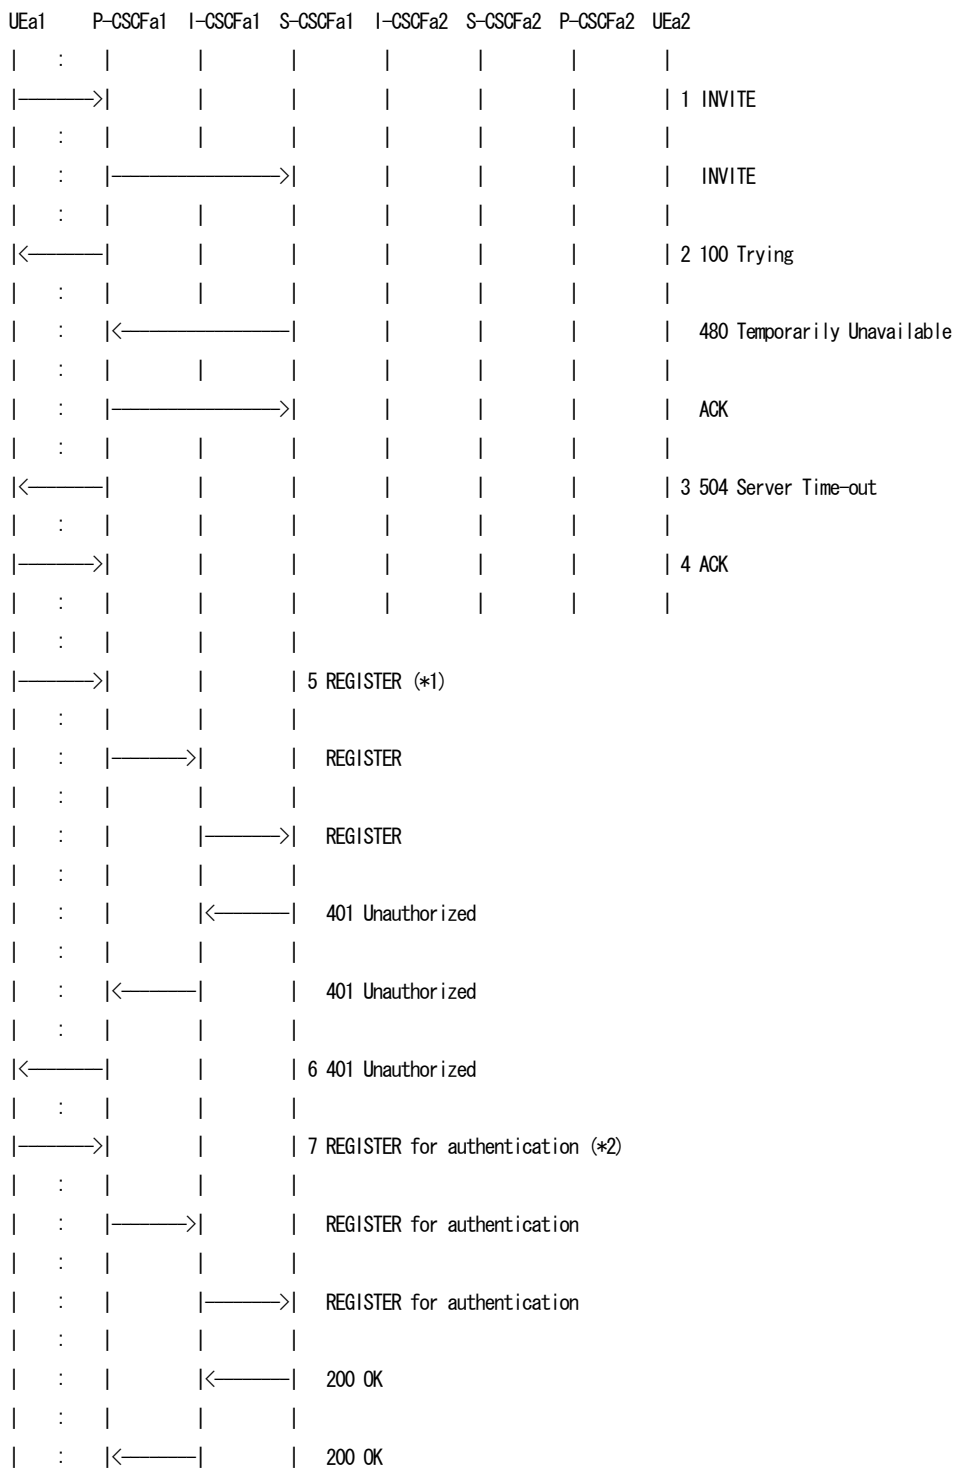 UEa1 P-CSCFa1 I-CSCFa1 S-CSCFa1 I-CSCFa2 S-CSCFa2 P-CSCFa2 UEa2
1 INVITE
INVITE
2 100 Trying
480 Temporarily Unavailable
ACK
3 504 Server Time-out
4 ACK
5 REGISTER (*1)
REGISTER
REGISTER
401 Unauthorized
401 Unauthorized
6 401 Unauthorized
7 REGISTER for authentication (*2)
REGISTER for authentication
REGISTER for authentication
200 OK
200 OK